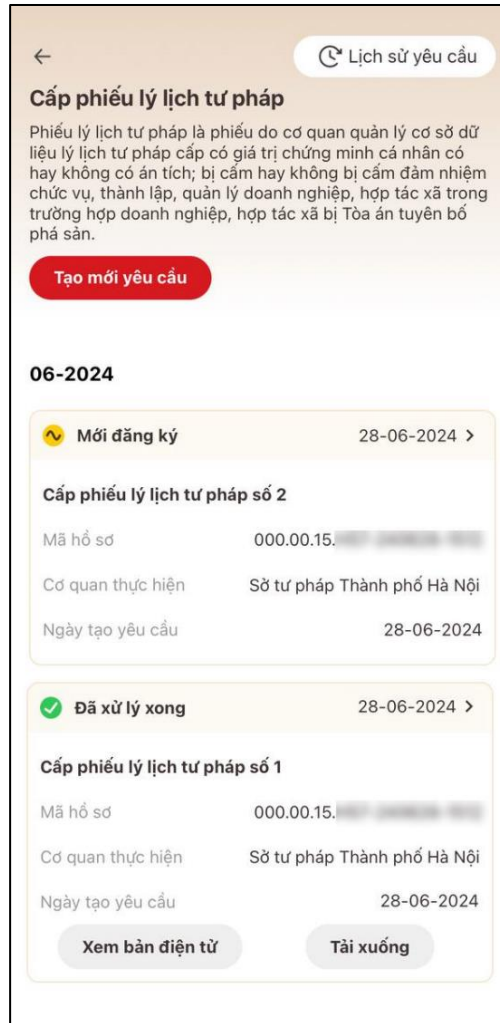 Lịch sử yêu cầu
Cấp phiếu lý lịch tư pháp
Phiếu lý lịch tư pháp là phiếu do cơ quan quản lý cơ sở dữ
liệu lý lịch tư pháp cấp có giá trị chứng minh cá nhân có
hay không có án tích; bị cấm hay không bị cấm đảm nhiệm
chức vụ, thành lập, quản lý doanh nghiệp, hợp tác xã trong
trường hợp doanh nghiệp, hợp tác xã bị Tòa án tuyên bố
phá sản.
Tạo mới yêu cầu
06-2024
Mới đăng ký 28-06-2024
Cấp phiếu lý lịch tư pháp số 2
Mã hồ sơ 000.00.15.
Cơ quan thực hiện Sở tư pháp Thành phố Hà Nội
Ngày tạo yêu cầu 28-06-2024
Đã xử lý xong 28-06-2024
Cấp phiếu lý lịch tư pháp số 1
Mã hồ sơ 000.00.15.
Cơ quan thực hiện Sở tư pháp Thành phố Hà Nội
Ngày tạo yêu cầu 28-06-2024
Xem bản điện tử Tải xuống